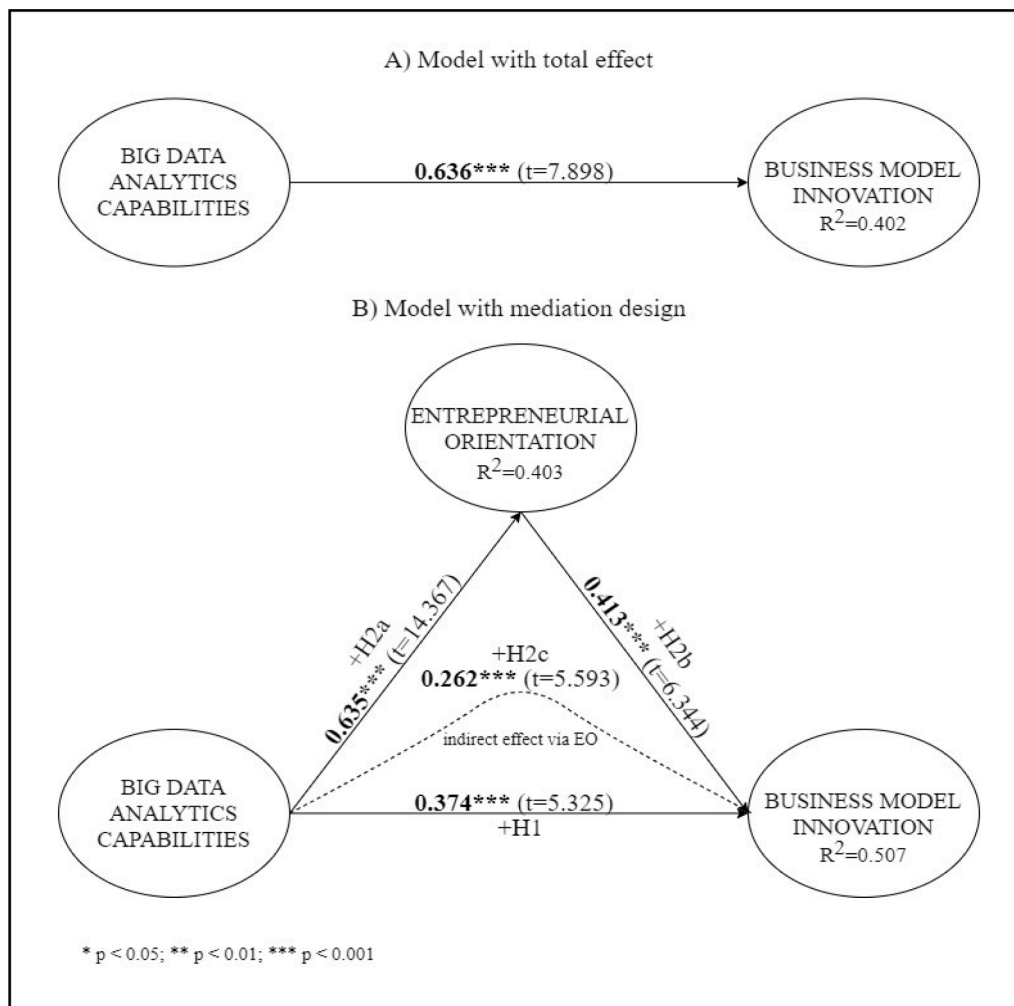 A) Model with total effect
BIG DATA
ANALYTICS
CAPABILITIES
0.636*** (t=7.898)
BUSINESS MODEL
INNOVATION
R²=0.402
B) Model with mediation design
ENTREPRENEURIAL
ORIENTATION
R²=0.403
+H2a
0.635*** (t=14.367)
+H2b
0.413*** (t=6.344)
+H2c
0.262*** (t=5.593)
indirect effect via EO
BIG DATA
ANALYTICS
CAPABILITIES
0.374*** (t=5.325)
+H1
BUSINESS MODEL
INNOVATION
R²=0.507
* p < 0.05; ** p < 0.01; *** p < 0.001